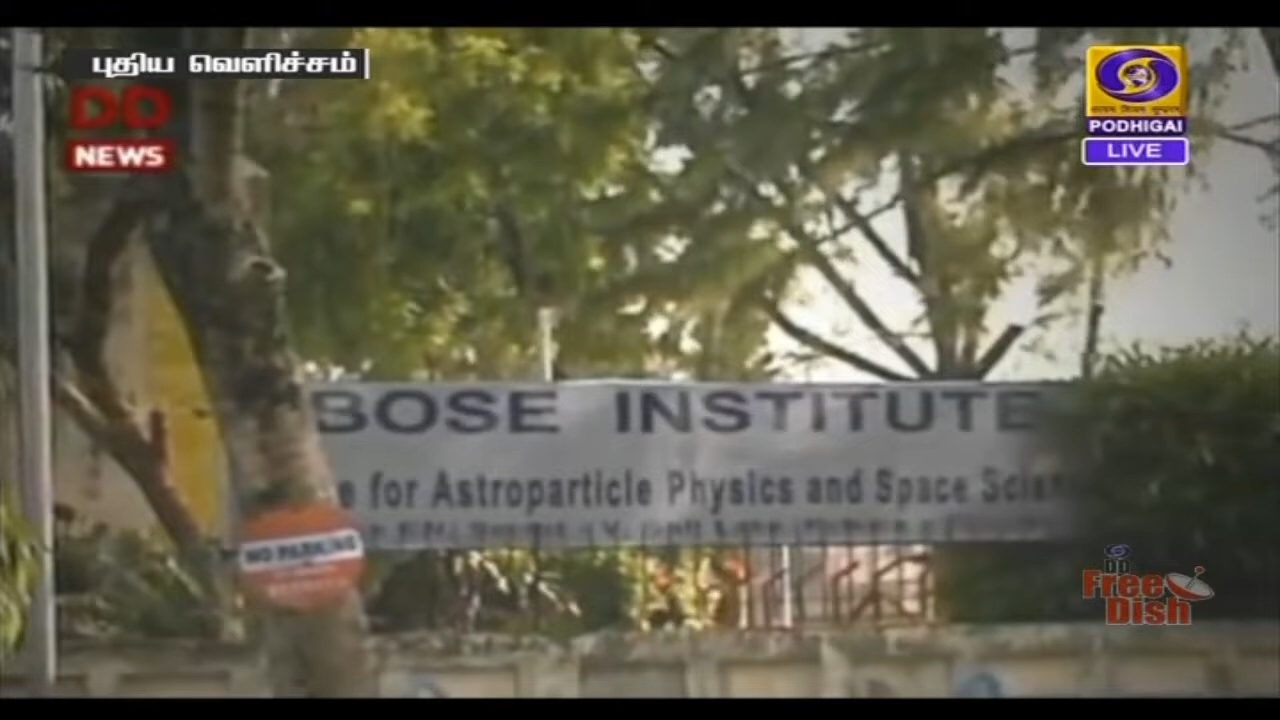 புதிய வெளிச்சம்
DD
NEWS
PODHIGAI
LIVE
BOSE INSTITUTE
for Astroparticle Physics and Space
NO PARKING
DD
Free
Dish